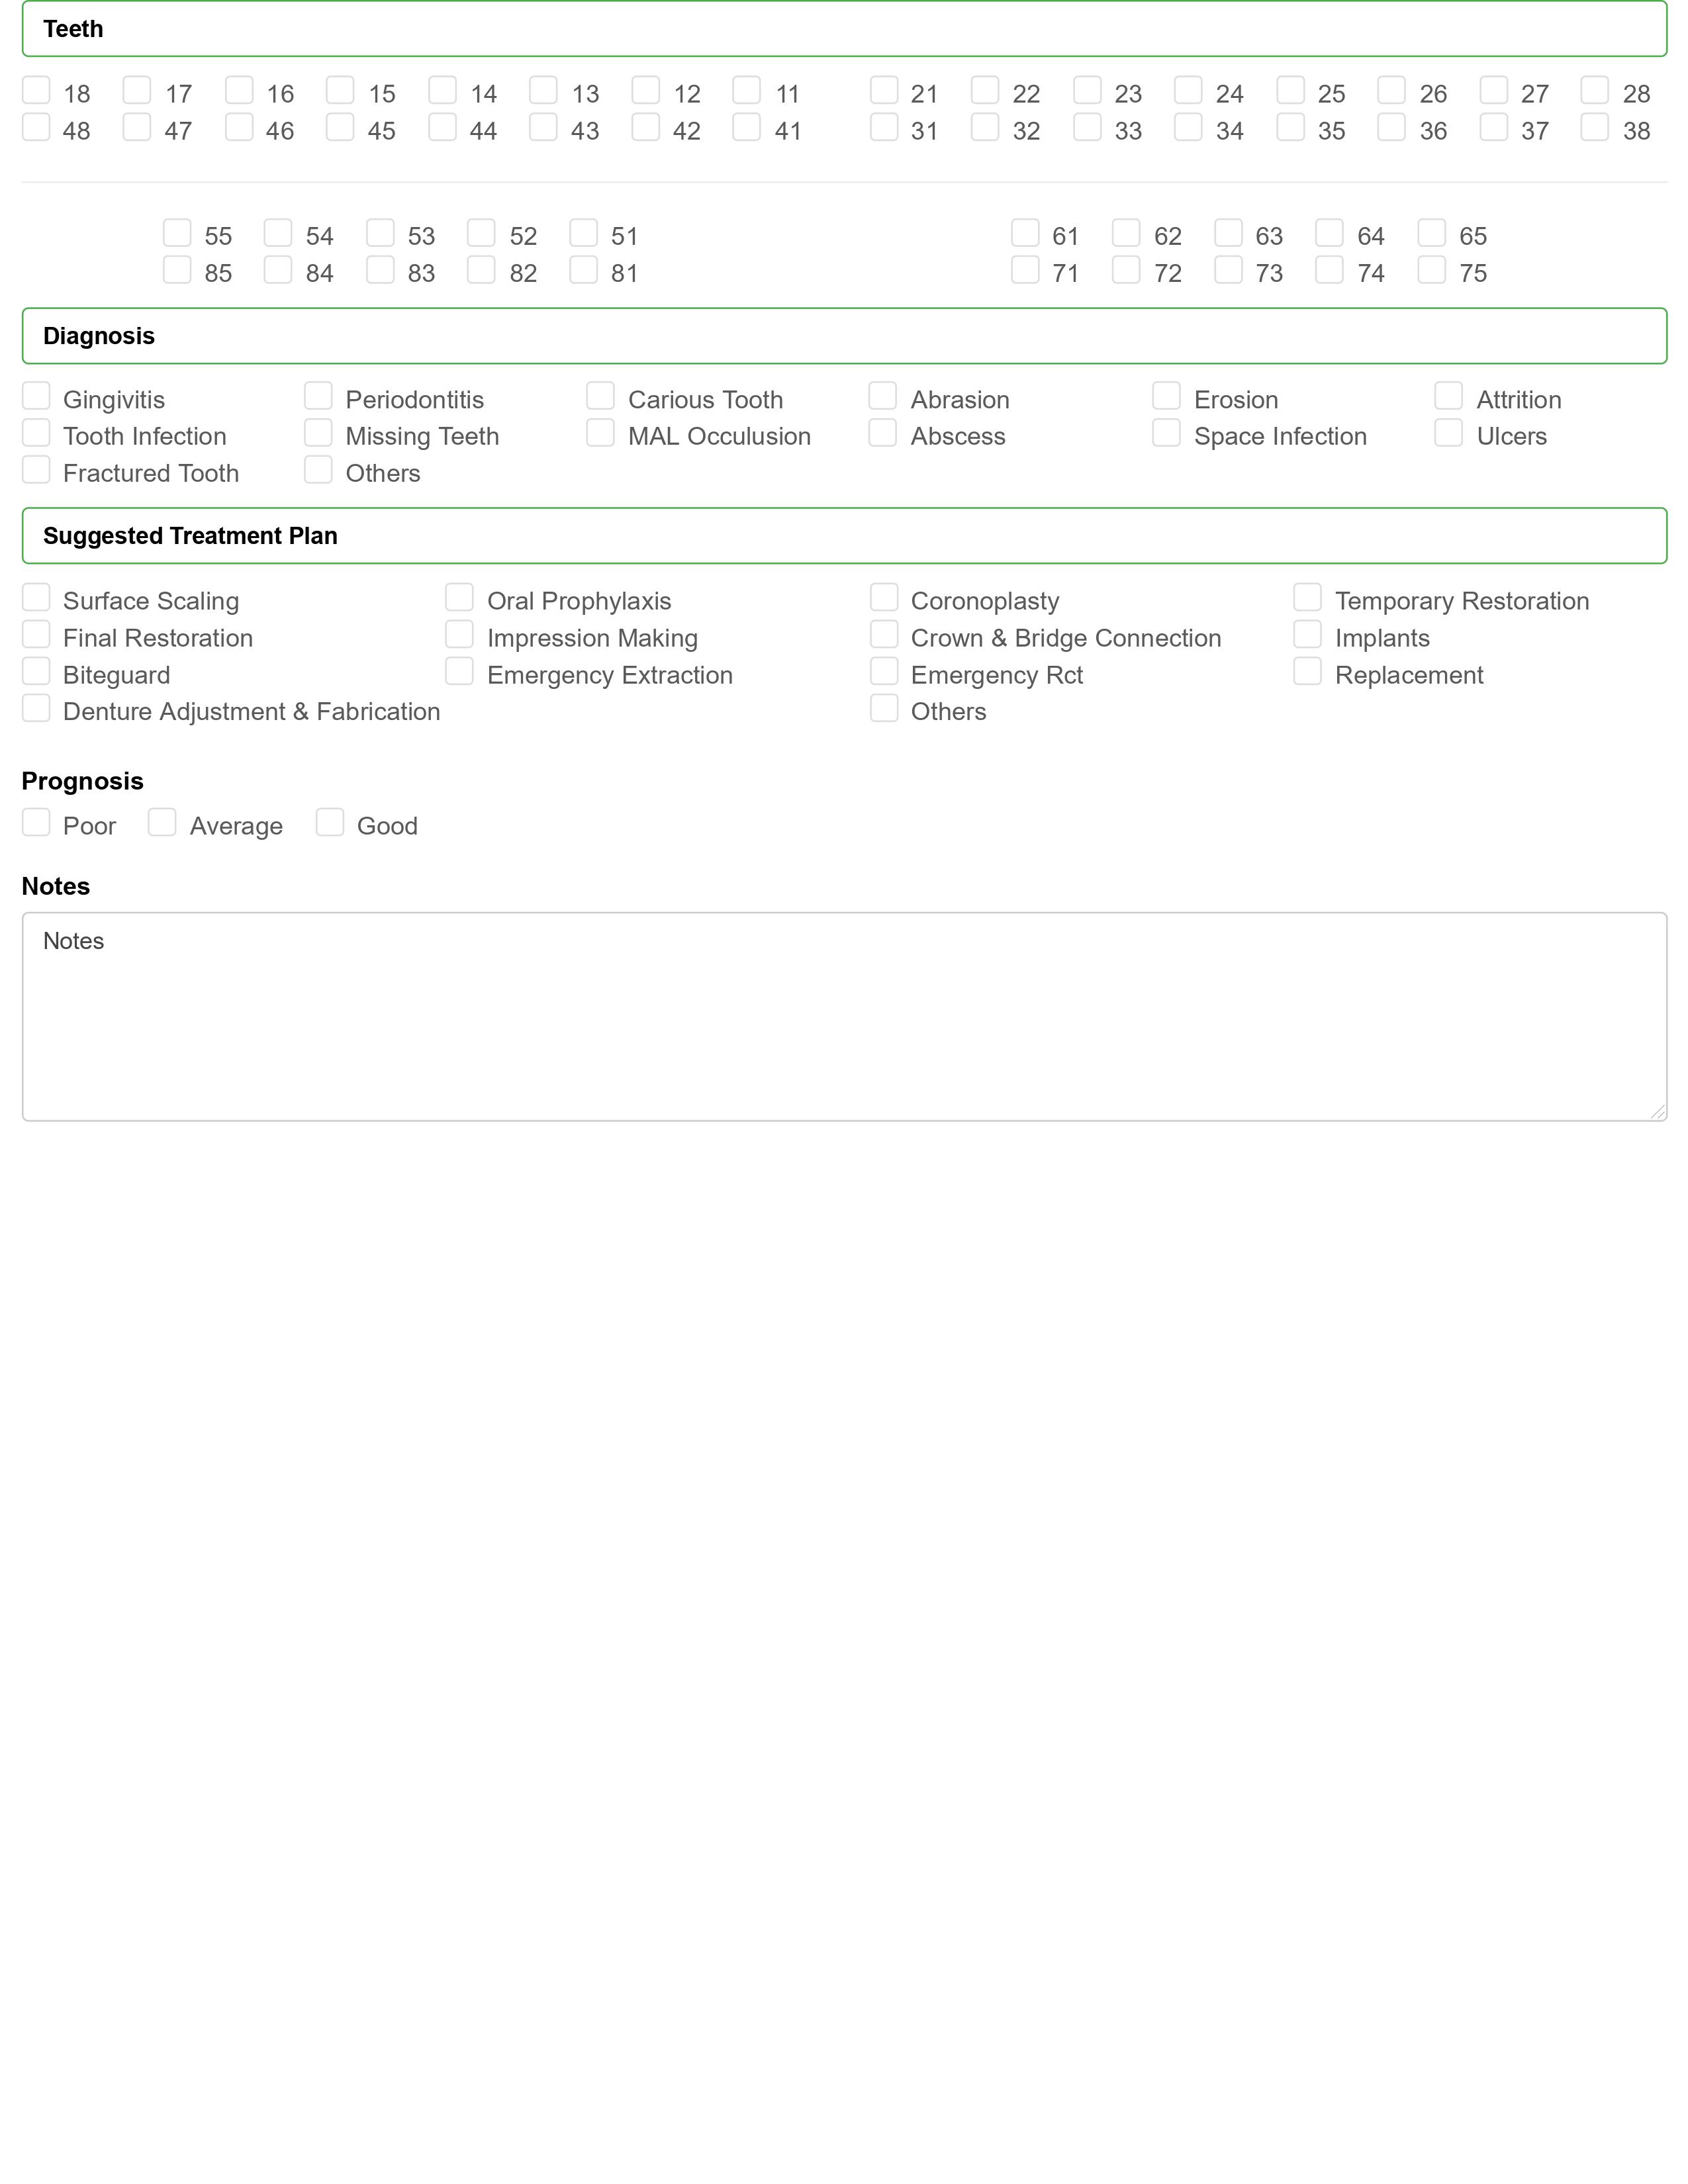 Teeth
18 17 16 15 14 13 12 11 21 22 23 24 25 26 27 28
48 47 46 45 44 43 42 41 31 32 33 34 35 36 37 38
55 54 53 52 51 61 62 63 64 65
85 84 83 82 81 71 72 73 74 75
Diagnosis
Gingivitis Periodontitis Carious Tooth Abrasion Erosion Attrition
Tooth Infection Missing Teeth MAL Occulusion Abscess Space Infection Ulcers
Fractured Tooth Others
Suggested Treatment Plan
Surface Scaling Oral Prophylaxis Coronoplasty Temporary Restoration
Final Restoration Impression Making Crown & Bridge Connection Implants
Biteguard Emergency Extraction Emergency Rct Replacement
Denture Adjustment & Fabrication Others
Prognosis
Poor Average Good
Notes
Notes